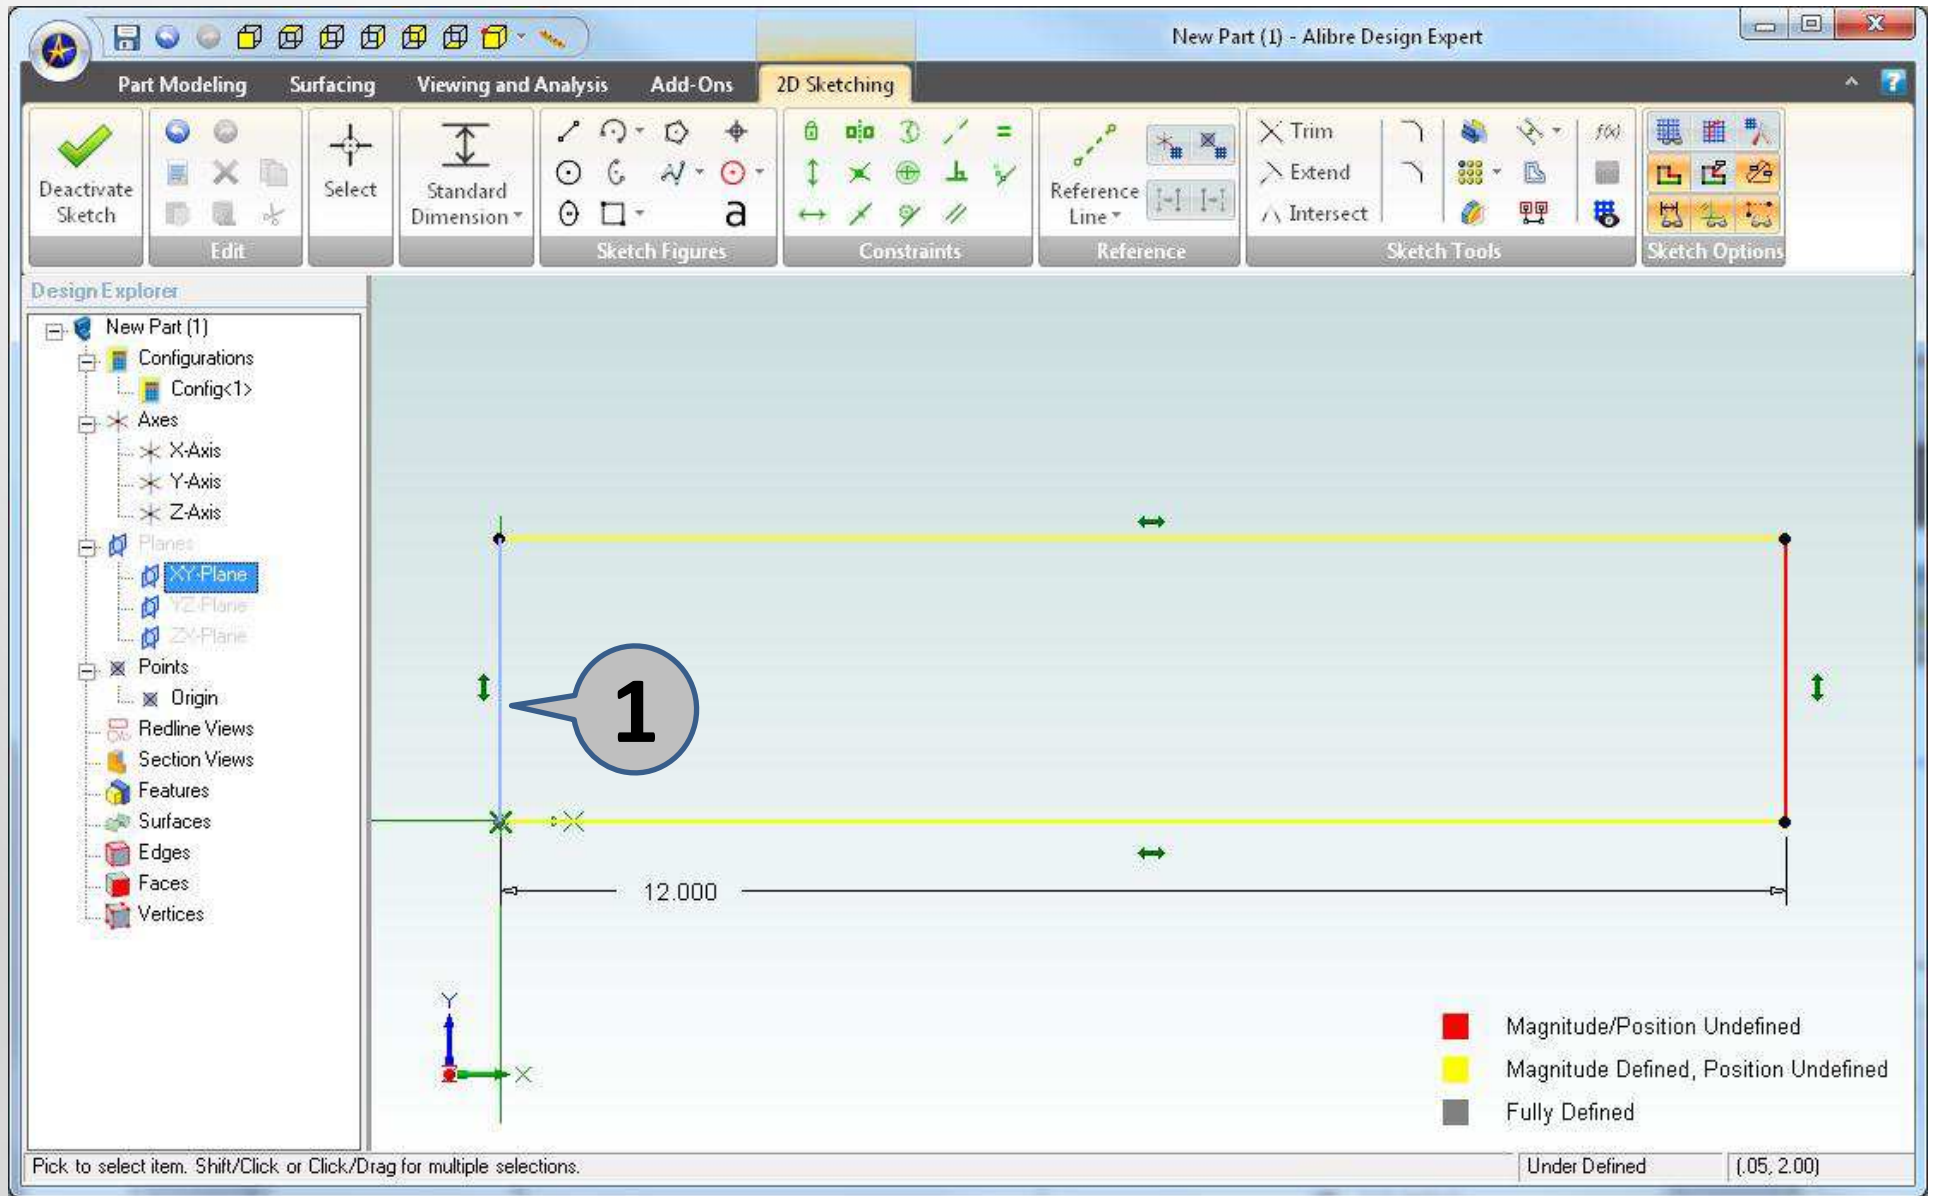 New Part (1) - Alibre Design Expert
Part Modeling Surfacing Viewing and Analysis Add-Ons 2D Sketching
Deactivate Sketch
Edit
Select
Standard Dimension
a
Sketch Figures
Constraints
Reference Line
Reference
Trim
Extend
Intersect
f(x)
Sketch Tools
Sketch Options
Design Explorer
New Part (1)
Configurations
Config<1>
Axes
X-Axis
Y-Axis
Z-Axis
Planes
XY-Plane
YZ-Plane
ZX-Plane
Points
Origin
Redline Views
Section Views
Features
Surfaces
Edges
Faces
Vertices
1
12.000
Y
X
Magnitude/Position Undefined
Magnitude Defined, Position Undefined
Fully Defined
Pick to select item. Shift/Click or Click/Drag for multiple selections.
Under Defined
(.05, 2.00)